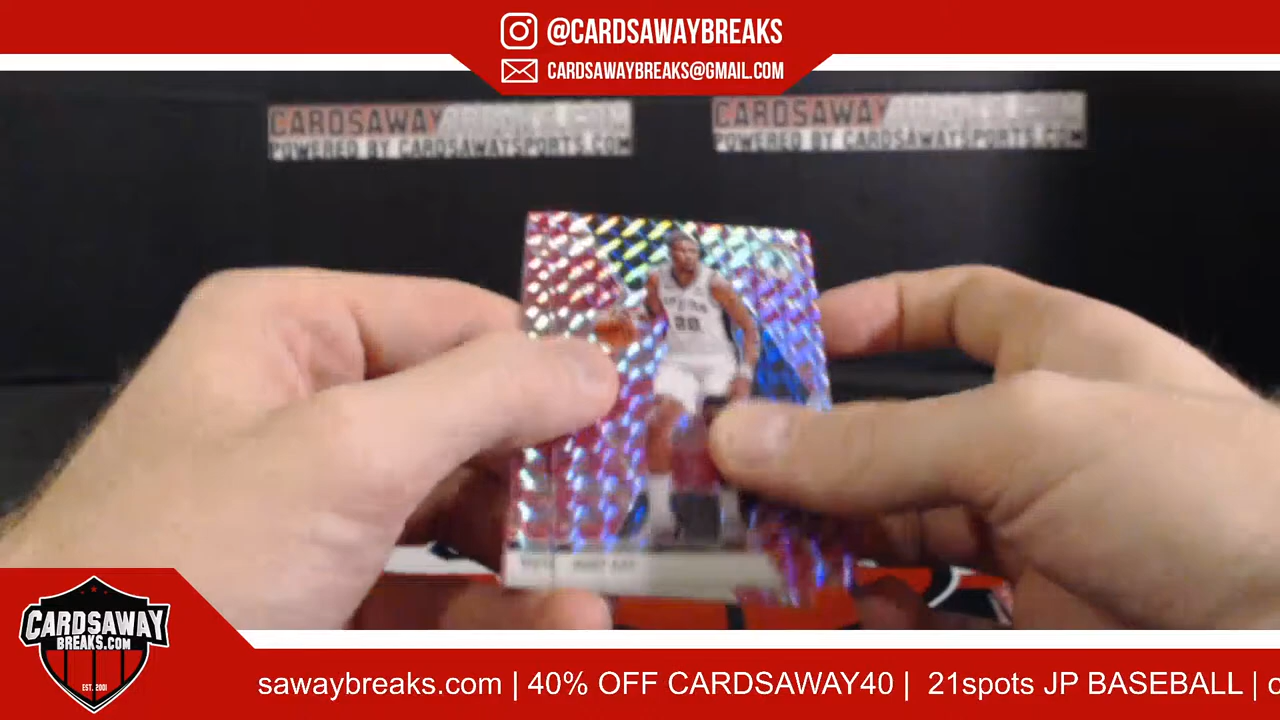 @CARDSAWAYBREAKS
CARDSAWAYBREAKS@GMAIL.COM
CARDSAWAY
POWERED BY CARDSAWAYSPORTS.COM
CARDSAWAY
POWERED BY CARDSAWAYSPORTS.COM
CARDSAWAY
BREAKS.COM
EST. 2001
sawaybreaks.com | 40% OFF CARDSAWAY40 | 21spots JP BASEBALL | c